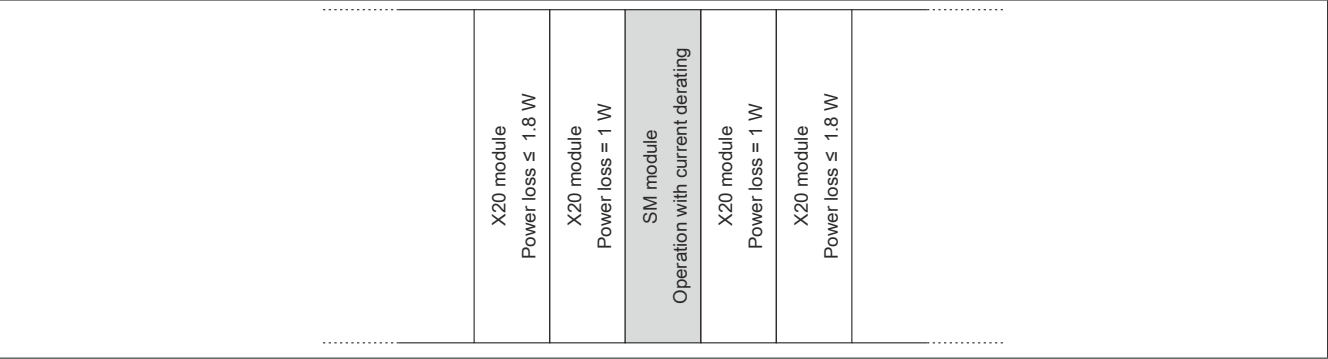 X20 module
Power loss ≤ 1.8 W
X20 module
Power loss = 1 W
SM module
Operation with current derating
X20 module
Power loss = 1 W
X20 module
Power loss ≤ 1.8 W